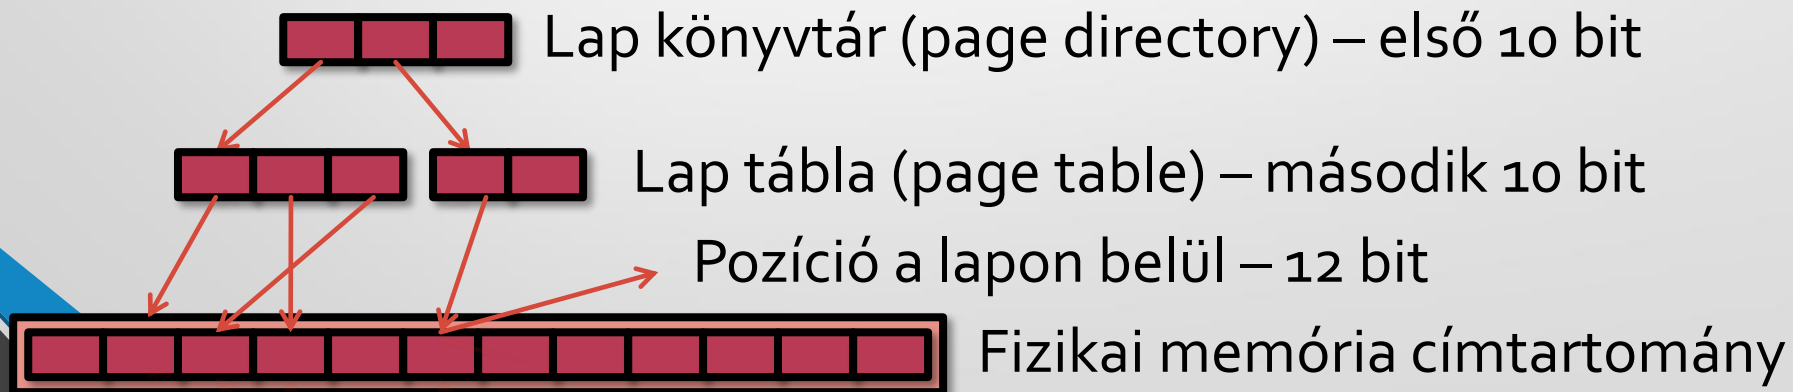 Lap könyvtár (page directory) – első 10 bit
Lap tábla (page table) – második 10 bit
Pozíció a lapon belül – 12 bit
Fizikai memória címtartomány